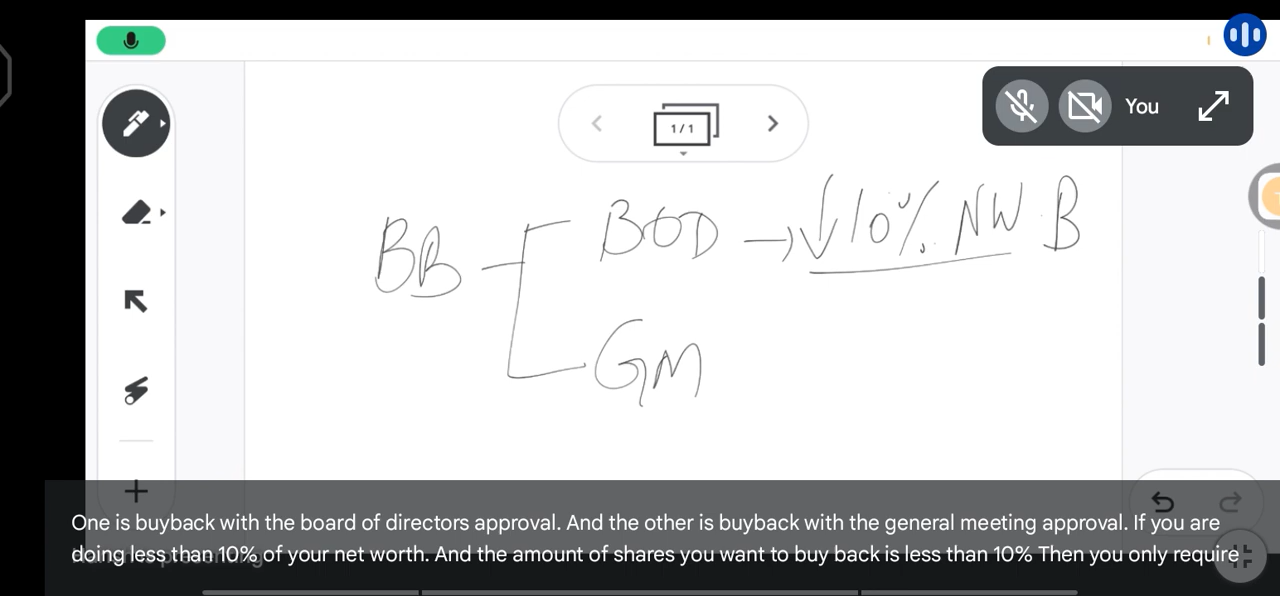 You
1/1
BB BOD → ↓10% NW B
GM
One is buyback with the board of directors approval. And the other is buyback with the general meeting approval. If you are
doing less than 10% of your net worth. And the amount of shares you want to buy back is less than 10% Then you only require